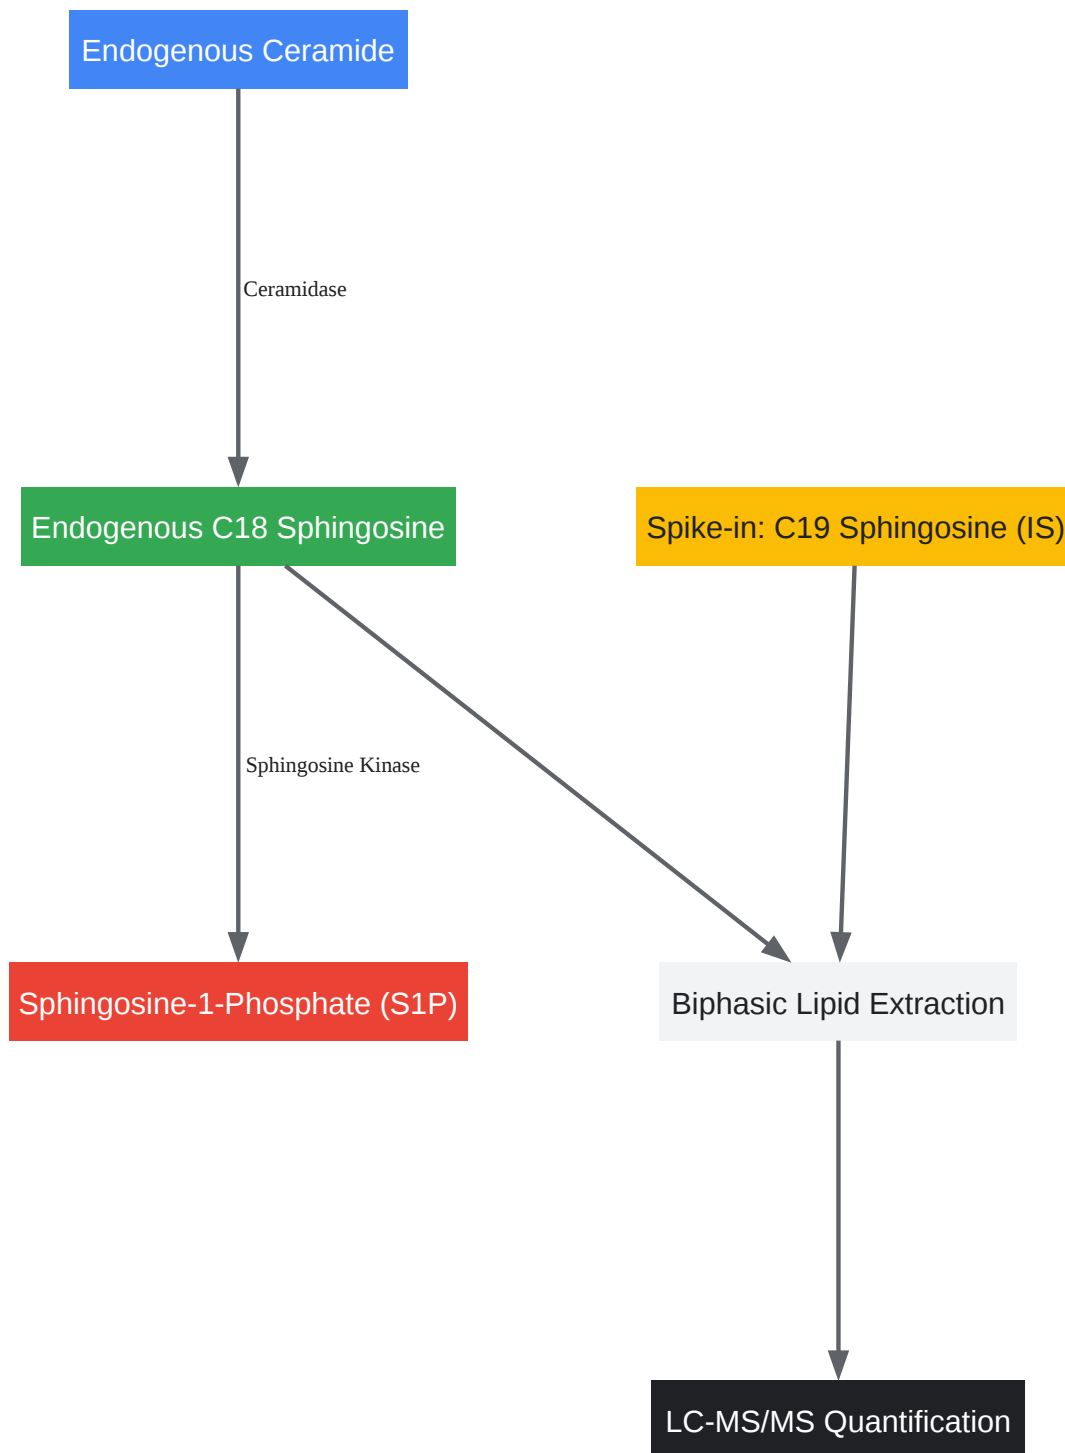 Endogenous Ceramide
Ceramidase
Endogenous C18 Sphingosine
Spike-in: C19 Sphingosine (IS)
Sphingosine Kinase
Sphingosine-1-Phosphate (S1P)
Biphasic Lipid Extraction
LC-MS/MS Quantification